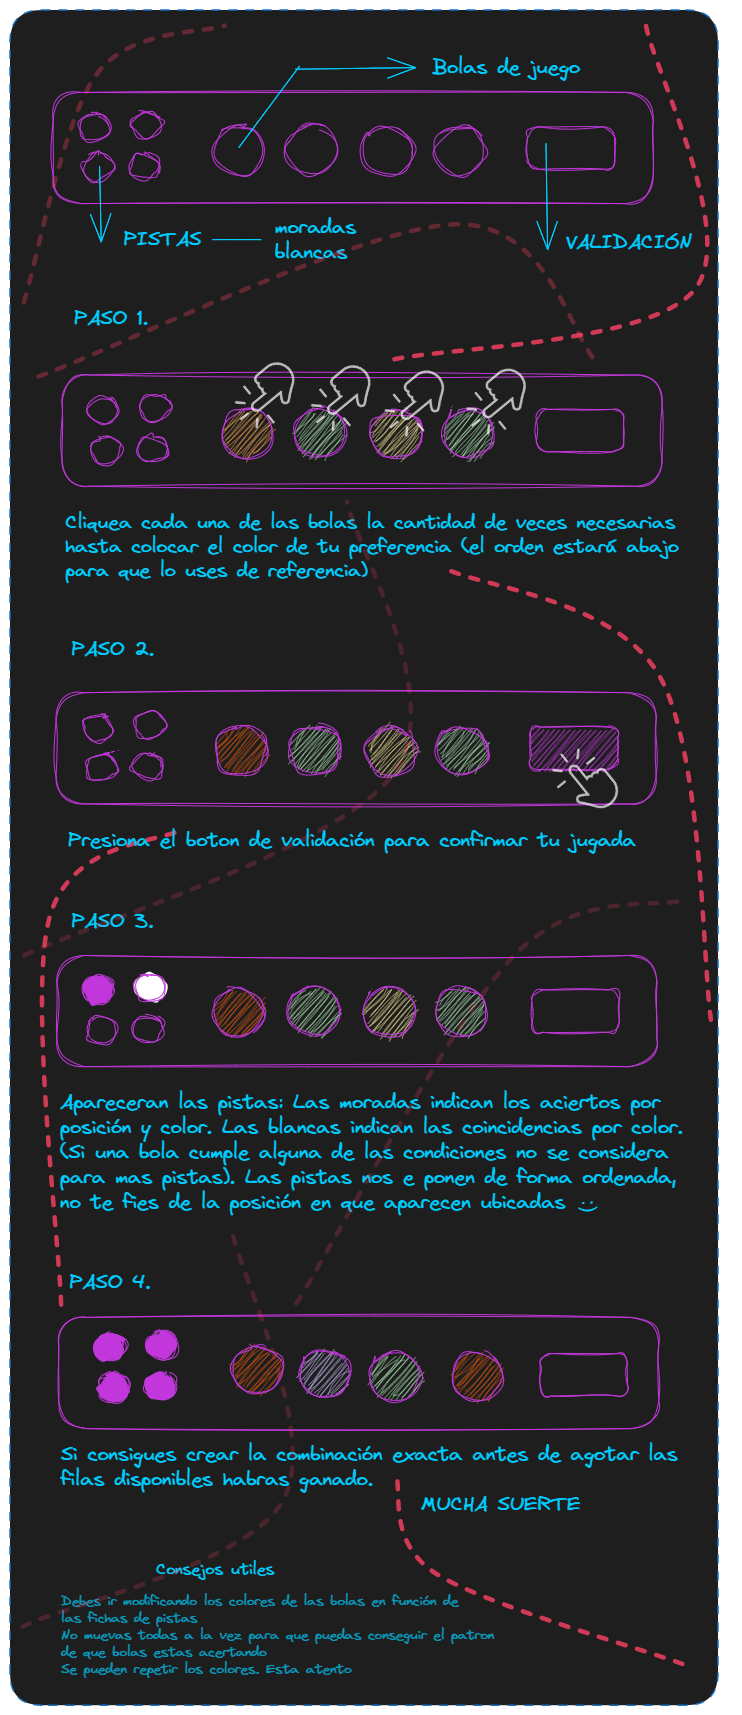 Bolas de juego
PISTAS
moradas
blancas
VALIDACIÓN
PASO 1.
Cliquea cada una de las bolas la cantidad de veces necesarias
hasta colocar el color de tu preferencia (el orden estará abajo
para que lo uses de referencia)
PASO 2.
Presiona el boton de validación para confirmar tu jugada
PASO 3.
Apareceran las pistas: Las moradas indican los aciertos por
posición y color. Las blancas indican las coincidencias por color.
(Si una bola cumple alguna de las condiciones no se considera
para mas pistas). Las pistas nos e ponen de forma ordenada,
no te fies de la posición en que aparecen ubicadas :)
PASO 4.
Si consigues crear la combinación exacta antes de agotar las
filas disponibles habras ganado.
MUCHA SUERTE
Consejos utiles
Debes ir modificando los colores de las bolas en función de
las fichas de pistas
No muevas todas a la vez para que puedas conseguir el patron
de que bolas estas acertando
Se pueden repetir los colores. Esta atento